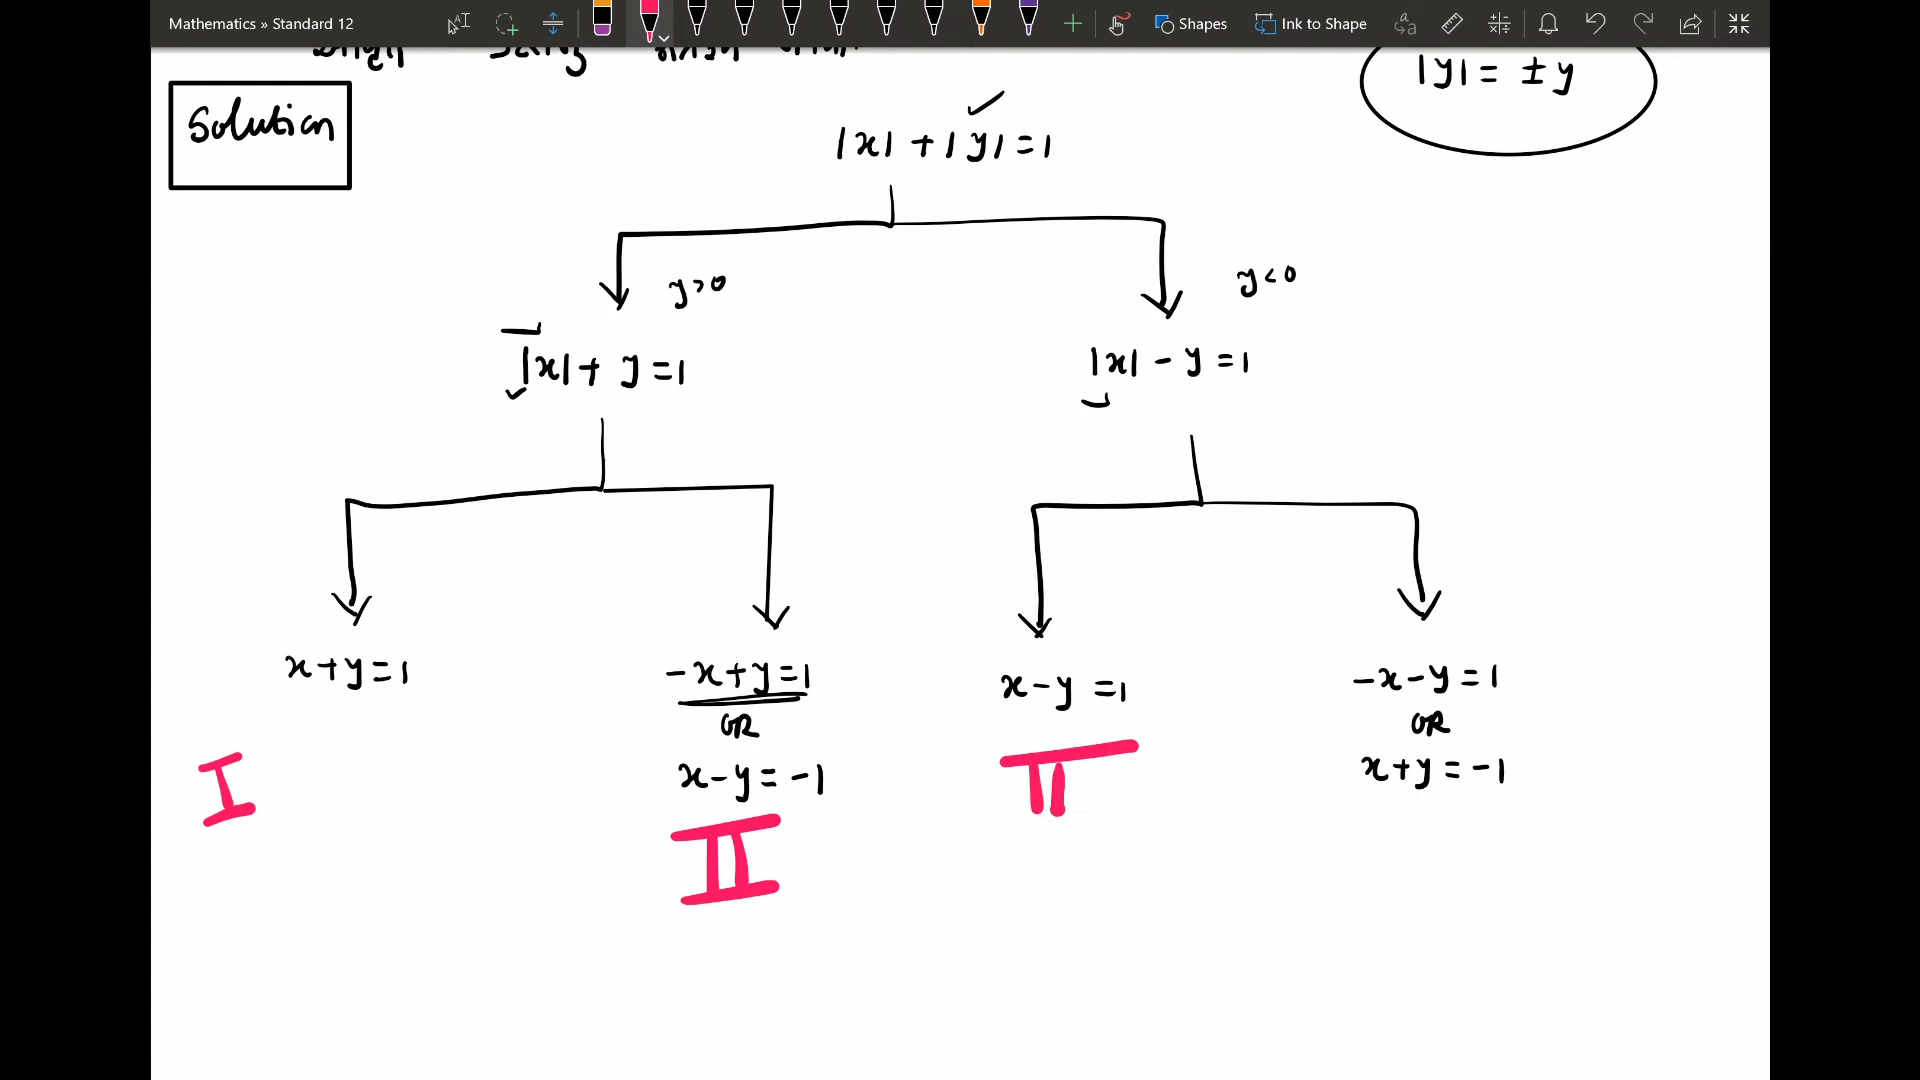 Mathematics » Standard 12
Shapes
Ink to Shape
|y| = ± y
Solution
|x| + |y| = 1
y > 0
y < 0
|x| + y = 1
|x| - y = 1
x + y = 1
-x + y = 1
OR
x - y = -1
x - y = 1
-x - y = 1
OR
x + y = -1
I
II
II